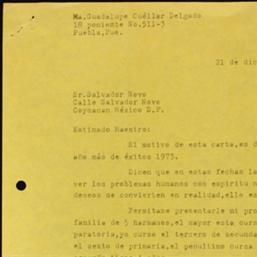 Ma.Guadalupe Cuéllar Delgado
18 poniente No.511-3
Puebla,Pue.
21 de dic
Sr.Salvador Novo
Calle Salvador Novo
Coyoacan México D.F.
Estimado Maestro:
El motivo de esta carta,es d
año más de éxitos 1973.
Dicen que en estas fechas la
ver los problemas humanos con espíritu n
deseos se convierten en realidad,ello es
Permitame presentarle mi pro
familia de 5 hermanos,el mayor esta curs
paratoria,yo curso el tercero de secunda
el sexto de primaria,el penultimo cursa